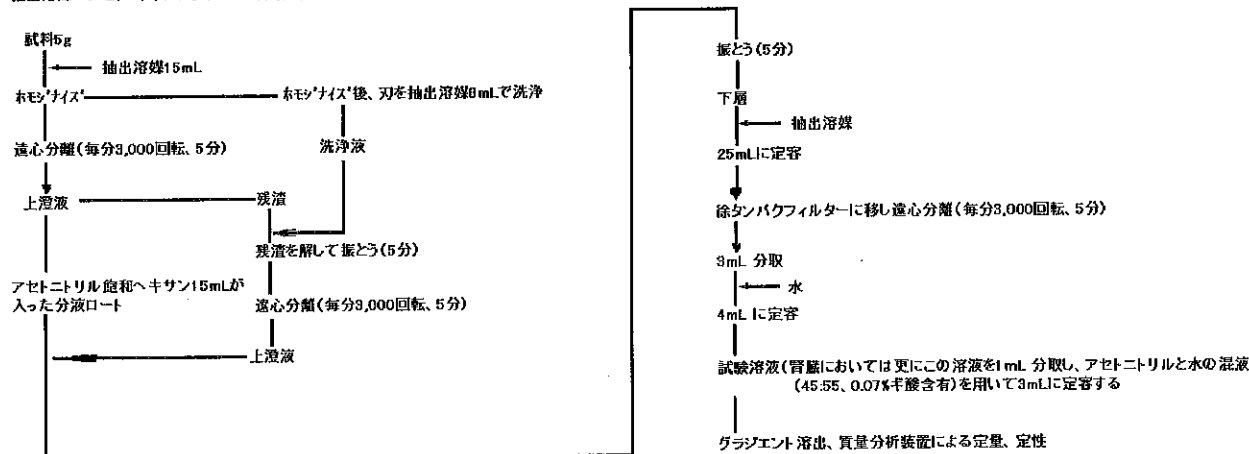 試料5g
抽出溶媒15mL
ホモジナイズ
ホモジナイズ後、刃を抽出溶媒8mLで洗浄
遠心分離(毎分3,000回転、5分)
洗浄液
上澄液
残渣
残渣を解して振とう(5分)
アセトニトリル飽和ヘキサン15mLが
入った分液ロート
遠心分離(毎分3,000回転、5分)
上澄液
振とう(5分)
下層
抽出溶媒
25mLに定容
徐タンパクフィルターに移し遠心分離(毎分3,000回転、5分)
3mL 分取
水
4mL に定容
試験溶液(腎臓においては更にこの溶液を1mL 分取し、アセトニトリルと水の混液
(45:55、0.07%ギ酸含有)を用いて3mLに定容する
グラジエント溶出、質量分析装置による定量、定性